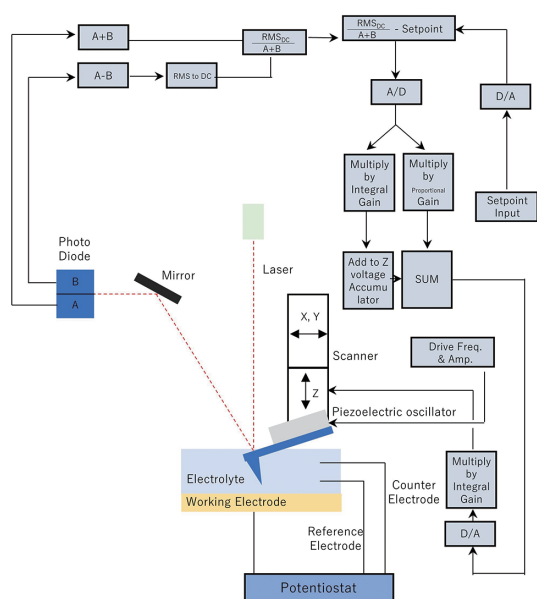 A+B
RMSDC
A+B
RMSDC
A+B
- Setpoint
A-B
RMS to DC
A/D
D/A
Multiply
by
Integral
Gain
Multiply
by
Proportional
Gain
Setpoint
Input
Photo
Diode
Mirror
Laser
Add to Z
voltage
Accumu
lator
SUM
B
A
X, Y
Scanner
Drive Freq.
& Amp.
Z
Piezoelectric oscillator
Electrolyte
Working Electrode
Counter
Electrode
Multiply
by
Integral
Gain
Reference
Electrode
D/A
Potentiostat